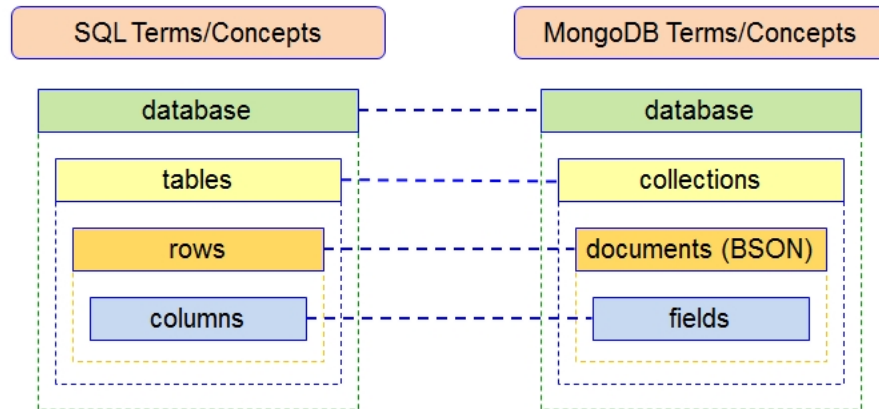 SQL Terms/Concepts
MongoDB Terms/Concepts
database
database
tables
collections
rows
documents (BSON)
columns
fields